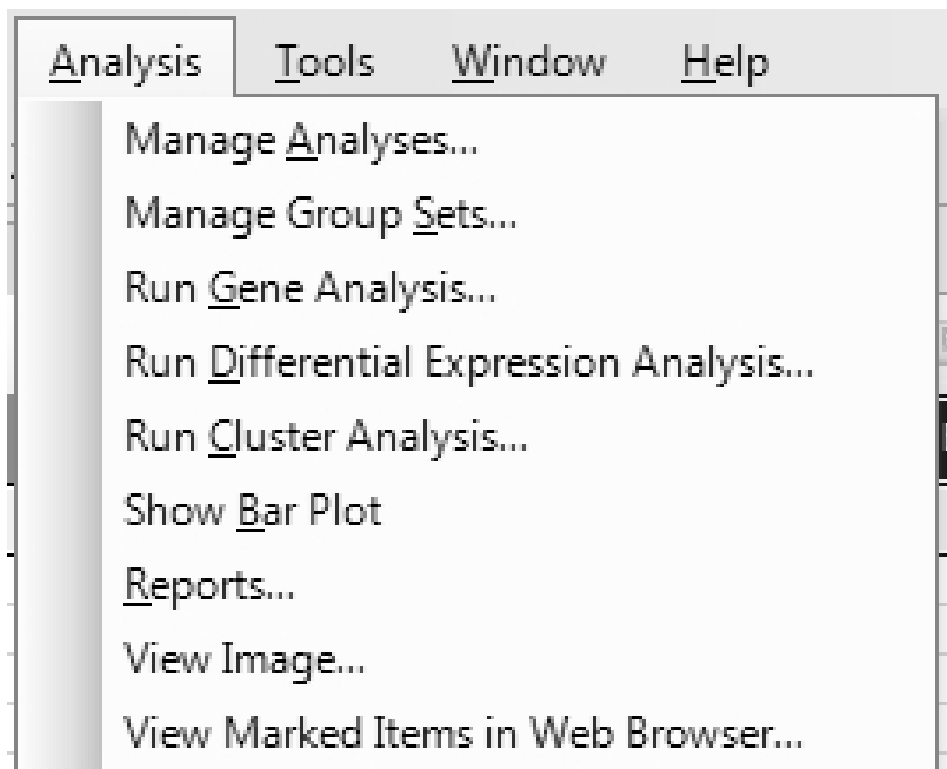 Analysis Tools Window Help
Manage Analyses...
Manage Group Sets...
Run Gene Analysis...
Run Differential Expression Analysis...
Run Cluster Analysis...
Show Bar Plot
Reports...
View Image...
View Marked Items in Web Browser...